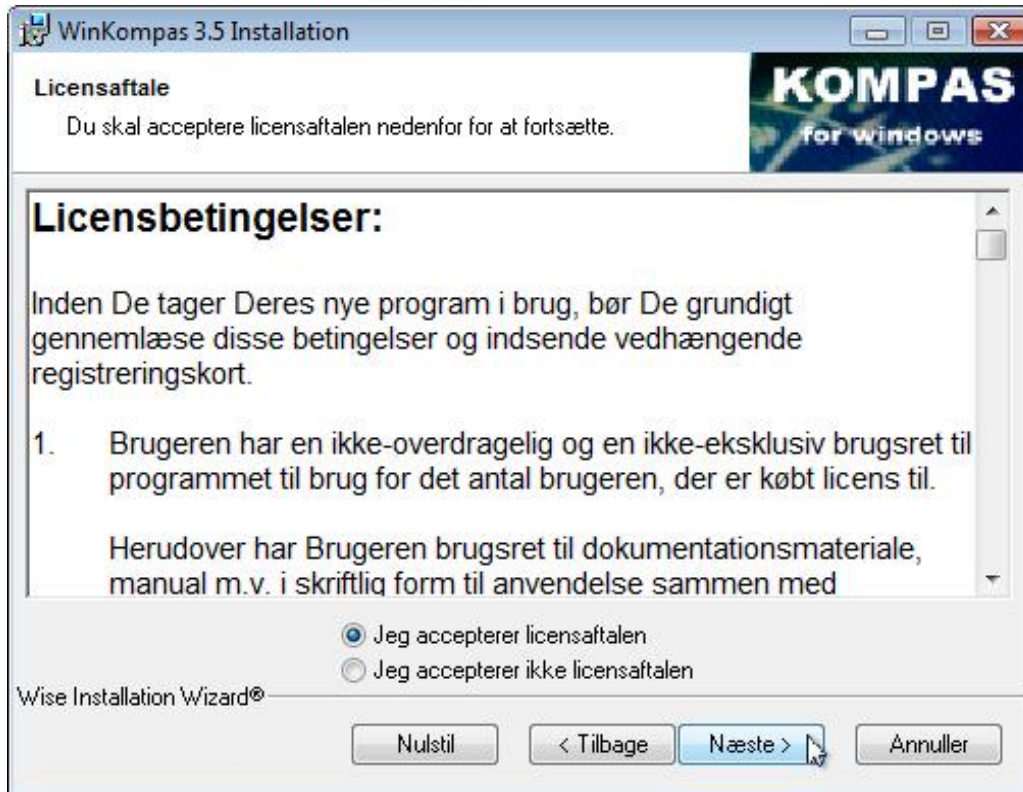 WinKompas 3.5 Installation
Licensaftale
Du skal acceptere licensaftalen nedenfor for at fortsætte.
KOMPAS
for windows
Licensbetingelser:
Inden De tager Deres nye program i brug, bør De grundigt
gennemlæse disse betingelser og indsende vedhængende
registreringskort.
1. Brugeren har en ikke-overdragelig og en ikke-eksklusiv brugsret til
programmet til brug for det antal brugeren, der er købt licens til.
Herudover har Brugeren brugsret til dokumentationsmateriale,
manual m.v. i skriftlig form til anvendelse sammen med
Jeg accepterer licensaftalen
Jeg accepterer ikke licensaftalen
Wise Installation Wizard®
Nulstil
< Tilbage
Næste >
Annuller